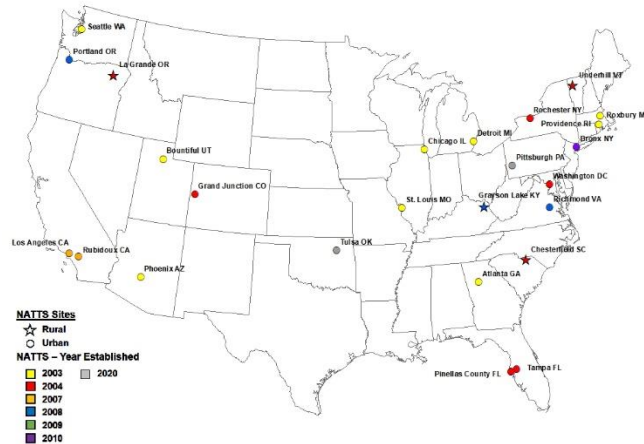 Seattle WA
Portland OR
La Grande OR
Underhill VT
Rochester NY
Roxbury M
Providence RI
Detroit MI
Chicago IL
Bronx NY
Bountiful UT
Pittsburgh PA
Washington DC
Grand Junction CO
Grayson Lake KY
St. Louis MO
Richmond VA
Los Angeles CA
Rubidoux CA
Tulsa OK
Chesterfield SC
Phoenix AZ
Atlanta GA
NATTS Sites
Rural
Urban
NATTS – Year Established
2003
2020
2004
2007
2008
2009
2010
Pinellas County FL
Tampa FL